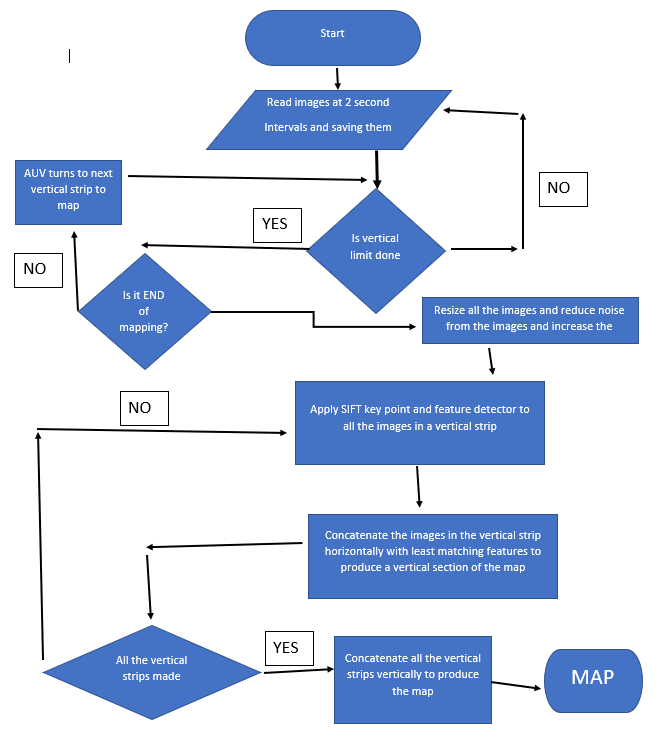 Start
Read images at 2 second
Intervals and saving them
AUV turns to next
vertical strip to
map
NO
YES
Is vertical
limit done
NO
Is it END
of
mapping?
Resize all the images and reduce noise
from the images and increase the
NO
Apply SIFT key point and feature detector to
all the images in a vertical strip
Concatenate the images in the vertical strip
horizontally with least matching features to
produce a vertical section of the map
All the vertical
strips made
YES
Concatenate all the vertical
strips vertically to produce
the map
MAP